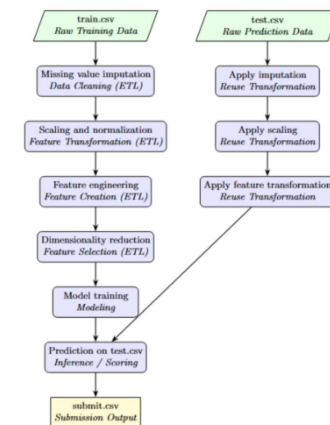 train.csv
Raw Training Data
Missing value imputation
Data Cleaning (ETL)
Scaling and normalization
Feature Transformation (ETL)
Feature engineering
Feature Creation (ETL)
Dimensionality reduction
Feature Selection (ETL)
Model training
Modeling
Prediction on test.csv
Inference / Scoring
submit.csv
Submission Output
test.csv
Raw Prediction Data
Apply imputation
Reuse Transformation
Apply scaling
Reuse Transformation
Apply feature transformation
Reuse Transformation